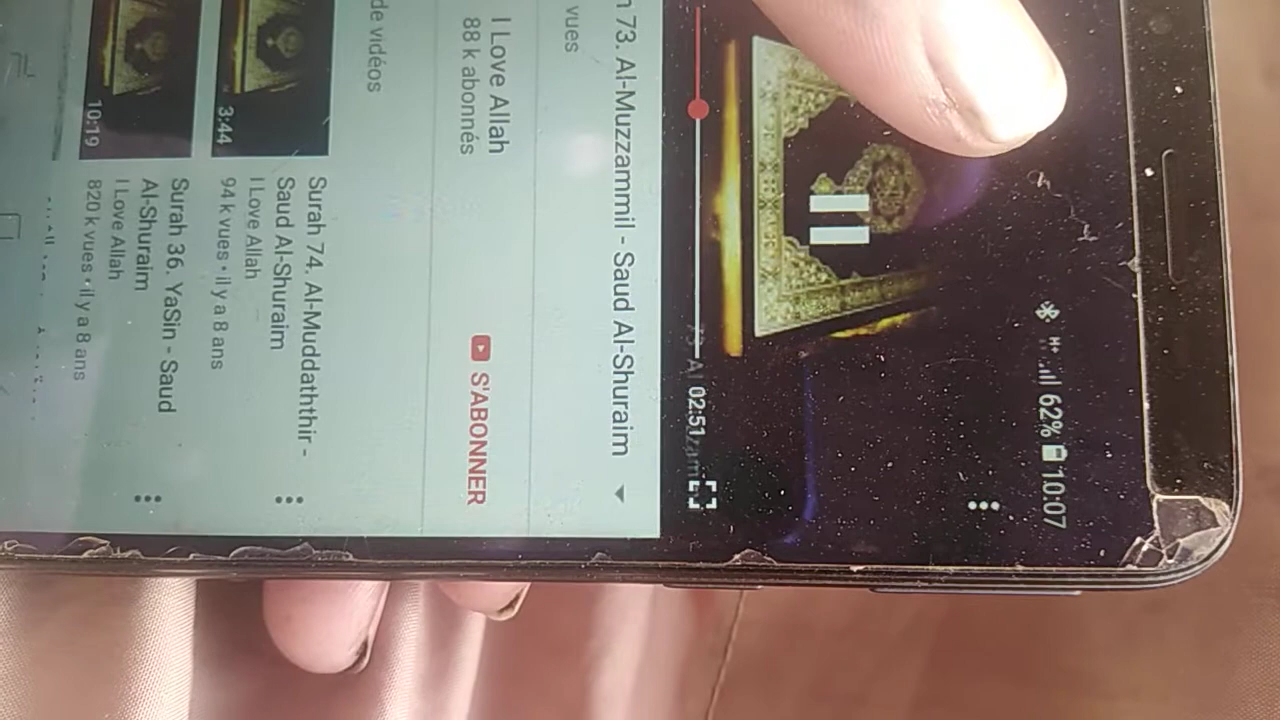 62% 10:07
02:51
73. Al-Muzzammil - Saud Al-Shuraim
vues
I Love Allah
88 k abonnés
S'ABONNER
de vidéos
3:44
Surah 74. Al-Muddaththir -
Saud Al-Shuraim
I Love Allah
94 k vues • il y a 8 ans
10:19
Surah 36. YaSin - Saud
Al-Shuraim
I Love Allah
820 k vues • il y a 8 ans